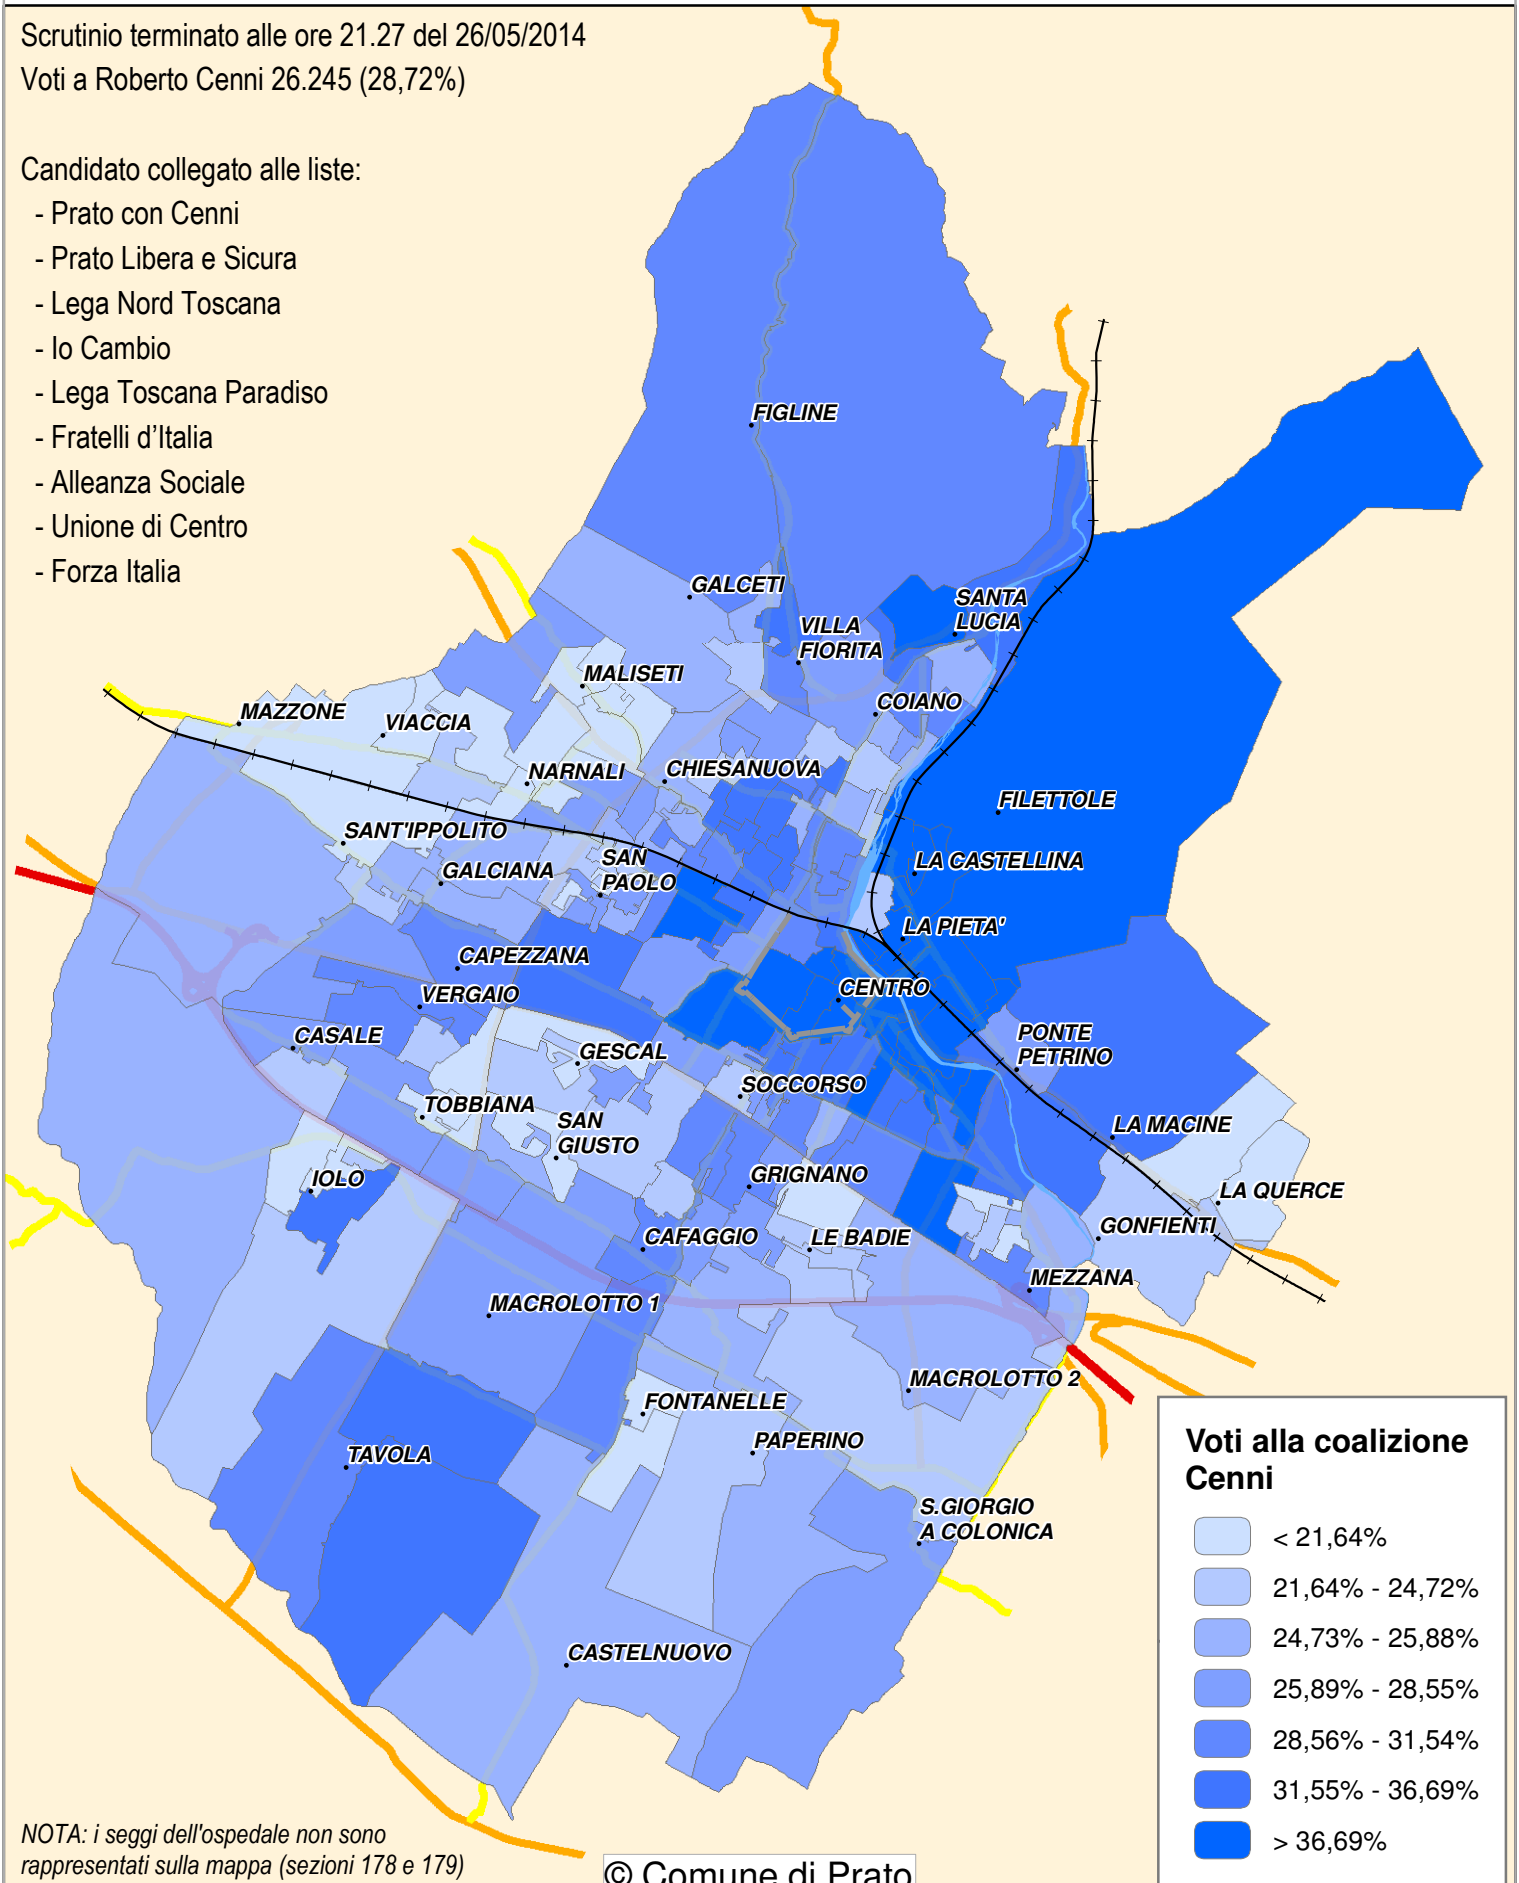 Scrutinio terminato alle ore 21.27 del 26/05/2014
Voti a Roberto Cenni 26.245 (28,72%)
Candidato collegato alle liste:
- Prato con Cenni
- Prato Libera e Sicura
- Lega Nord Toscana
- Io Cambio
- Lega Toscana Paradiso
- Fratelli d'Italia
- Alleanza Sociale
- Unione di Centro
- Forza Italia
FIGLINE
GALCETI
SANTA
LUCIA
VILLA
FIORITA
MALISETI
COIANO
MAZZONE
VIACCIA
NARNALI
CHIESANUOVA
FILETTOLE
SANT'IPPOLITO
GALCIANA
SAN
PAOLO
LA CASTELLINA
LA PIETA'
CAPEZZANA
VERGAIO
CENTRO
CASALE
GESCAL
PONTE
PETRINO
SOCCORSO
TOBBIANA
SAN
GIUSTO
LA MACINE
IOLO
GRIGNANO
LA QUERCE
CAFAGGIO
LE BADIE
GONFIENTI
MEZZANA
MACROLOTTO 1
MACROLOTTO 2
FONTANELLE
PAPERINO
TAVOLA
S.GIORGIO
A COLONICA
CASTELNUOVO
Voti alla coalizione
Cenni
< 21,64%
21,64% - 24,72%
24,73% - 25,88%
25,89% - 28,55%
28,56% - 31,54%
31,55% - 36,69%
> 36,69%
NOTA: i seggi dell'ospedale non sono
rappresentati sulla mappa (sezioni 178 e 179)
© Comune di Prato